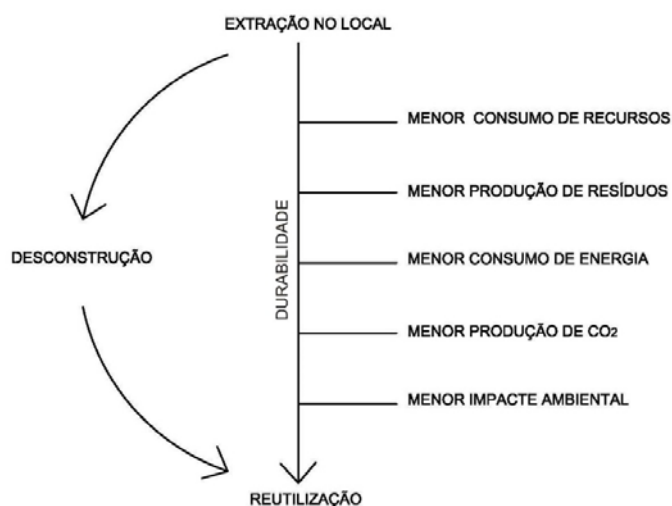 EXTRAÇÃO NO LOCAL
MENOR CONSUMO DE RECURSOS
MENOR PRODUÇÃO DE RESÍDUOS
DESCONSTRUÇÃO
DURABILIDADE
MENOR CONSUMO DE ENERGIA
MENOR PRODUÇÃO DE CO₂
MENOR IMPACTE AMBIENTAL
REUTILIZAÇÃO